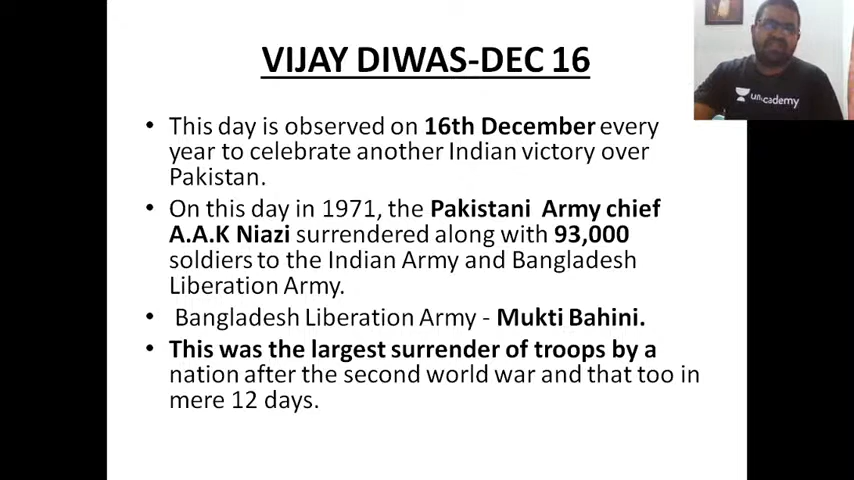 VIJAY DIWAS-DEC 16
• This day is observed on 16th December every
year to celebrate another Indian victory over
Pakistan.
• On this day in 1971, the Pakistani Army chief
A.A.K Niazi surrendered along with 93,000
soldiers to the Indian Army and Bangladesh
Liberation Army.
• Bangladesh Liberation Army - Mukti Bahini.
• This was the largest surrender of troops by a
nation after the second world war and that too in
mere 12 days.
unacademy